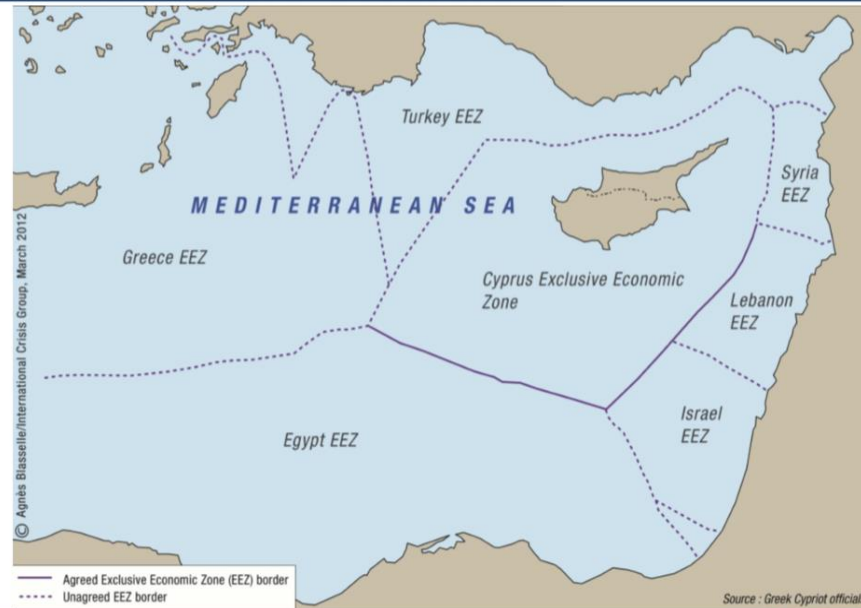 Turkey EEZ
Syria
EEZ
MEDITERRANEAN SEA
Greece EEZ
Cyprus Exclusive Economic
Zone
Lebanon
EEZ
Israel
EEZ
Egypt EEZ
© Agnès Blasselle/International Crisis Group, March 2012
Agreed Exclusive Economic Zone (EEZ) border
Unagreed EEZ border
Source : Greek Cypriot official